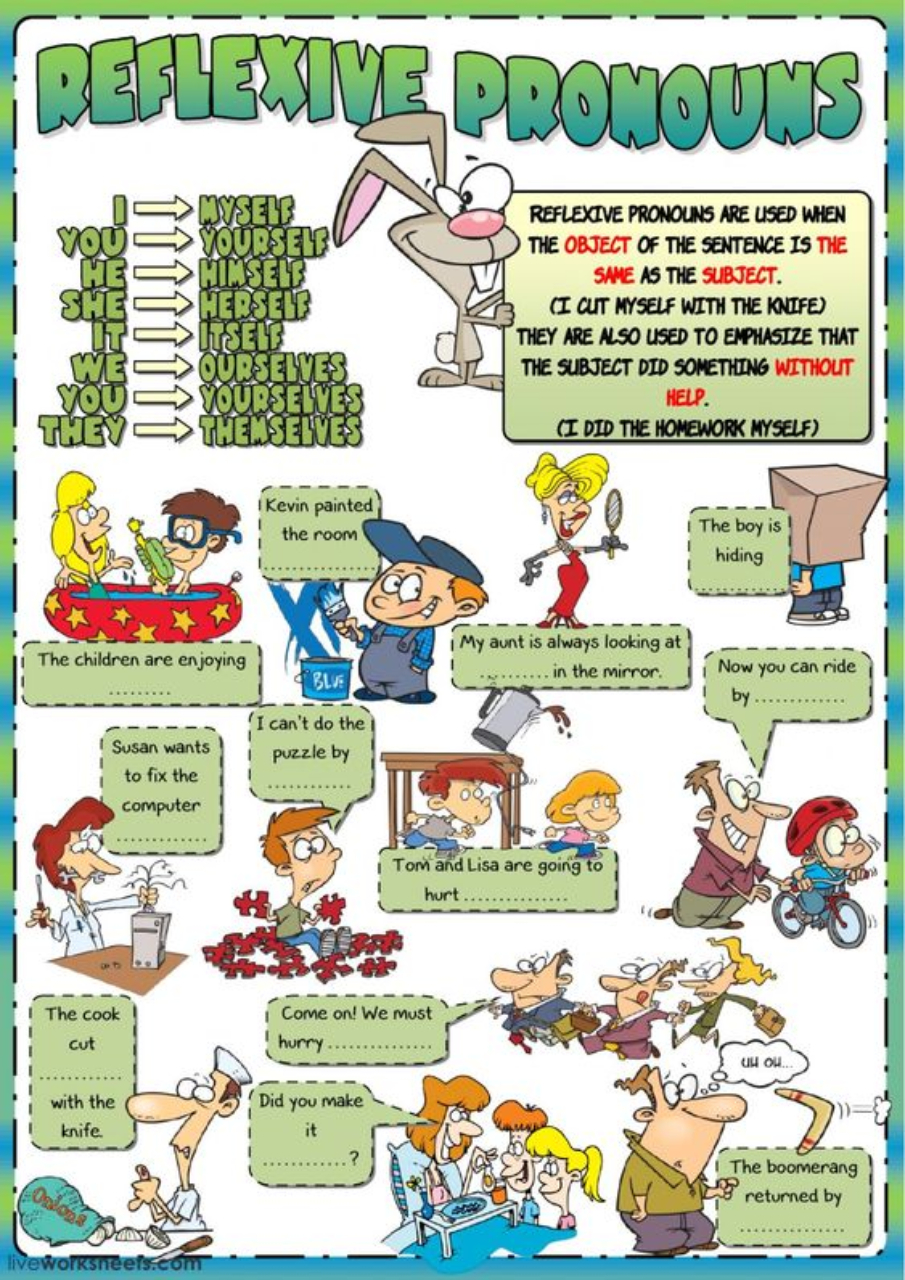 REFLEXIVE PRONOUNS
I MYSELF
YOU YOURSELF
HE HIMSELF
SHE HERSELF
IT ITSELF
WE OURSELVES
YOU YOURSELVES
THEY THEMSELVES
REFLEXIVE PRONOUNS ARE USED WHEN
THE OBJECT OF THE SENTENCE IS THE
SAME AS THE SUBJECT.
(I CUT MYSELF WITH THE KNIFE)
THEY ARE ALSO USED TO EMPHASIZE THAT
THE SUBJECT DID SOMETHING WITHOUT
HELP.
(I DID THE HOMEWORK MYSELF)
The children are enjoying
.........
Kevin painted
the room
..............
BLUE
My aunt is always looking at
.......... in the mirror.
The boy is
hiding
............
Now you can ride
by .............
Susan wants
to fix the
computer
.............
I can't do the
puzzle by
............
Tom and Lisa are going to
hurt ...............
The cook
cut
............
with the
knife.
Onions
Come on! We must
hurry ...............
Did you make
it
............?
UH OH...
The boomerang
returned by
...............
liveworksheets.com